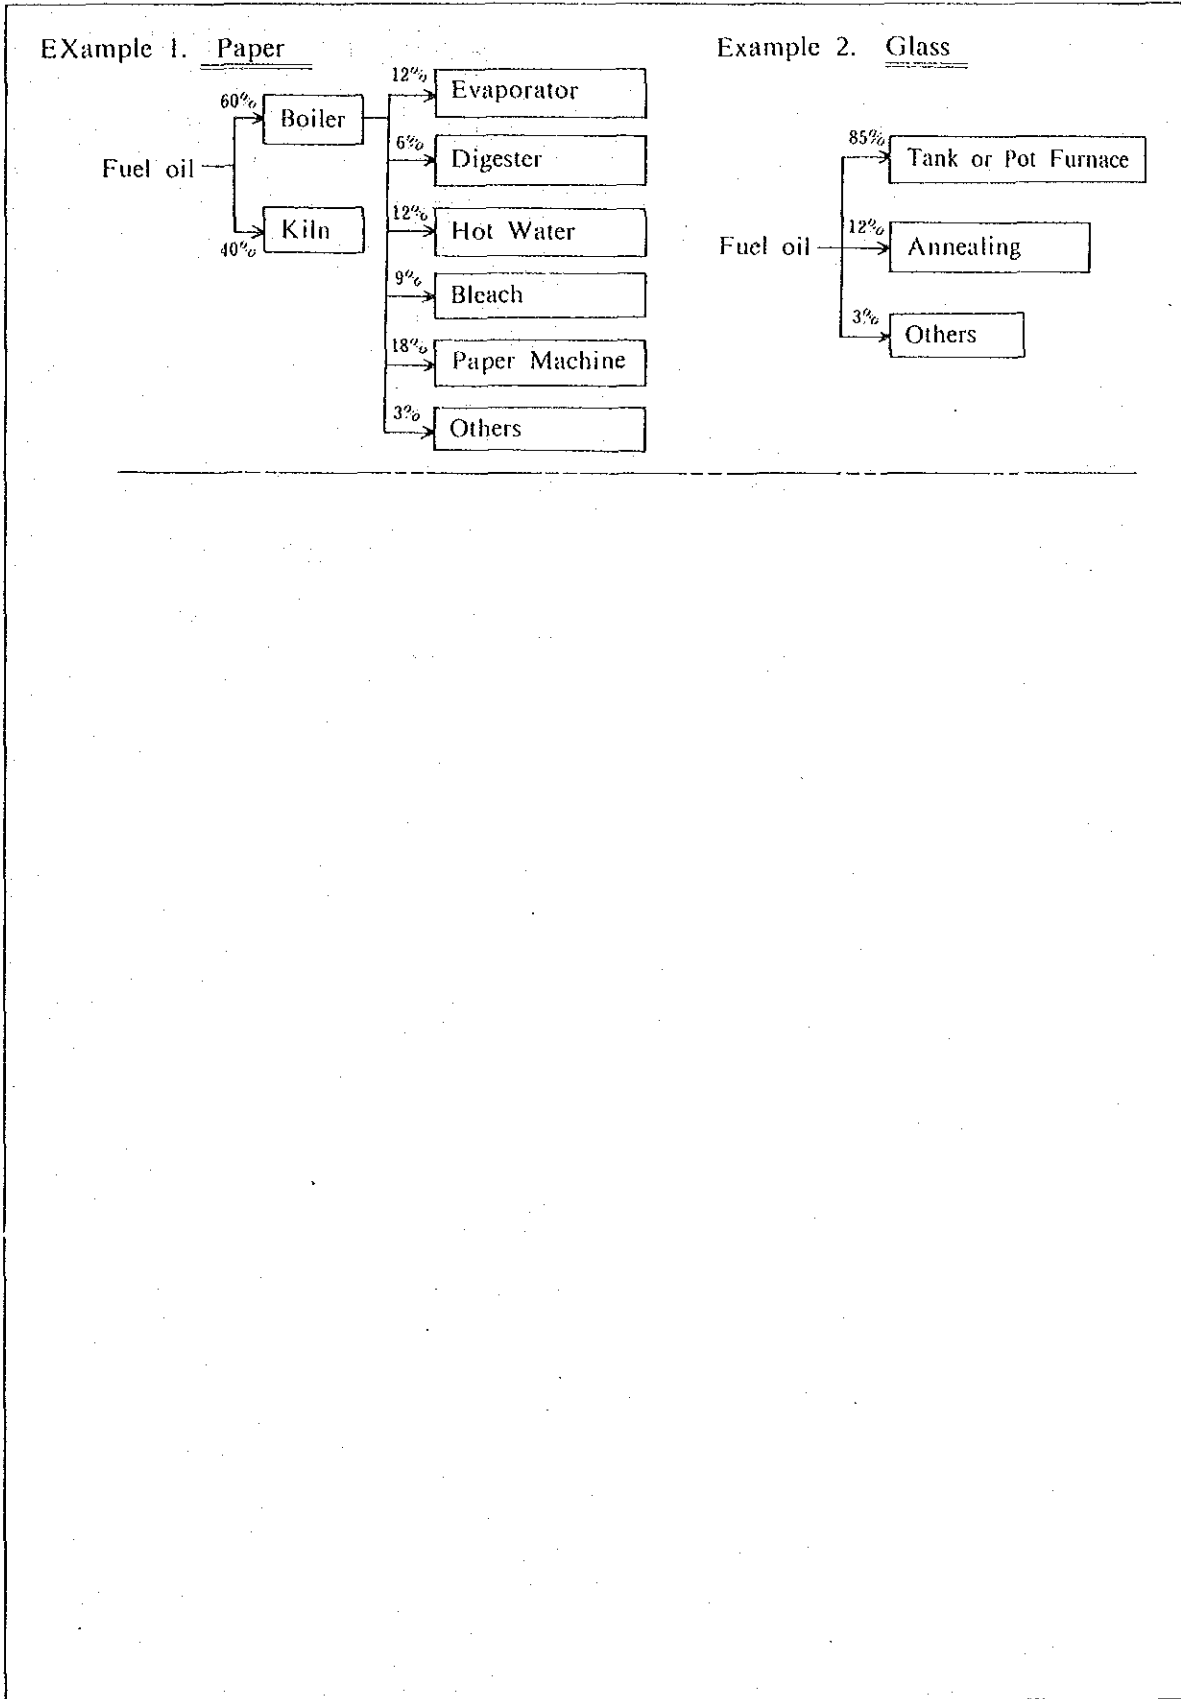 EXample 1. Paper
60%
Boiler
Fuel oil
Kiln
40%
12%
Evaporator
6%
Digester
12%
Hot Water
9%
Bleach
18%
Paper Machine
3%
Others
Example 2. Glass
85%
Tank or Pot Furnace
Fuel oil
12%
Annealing
3%
Others